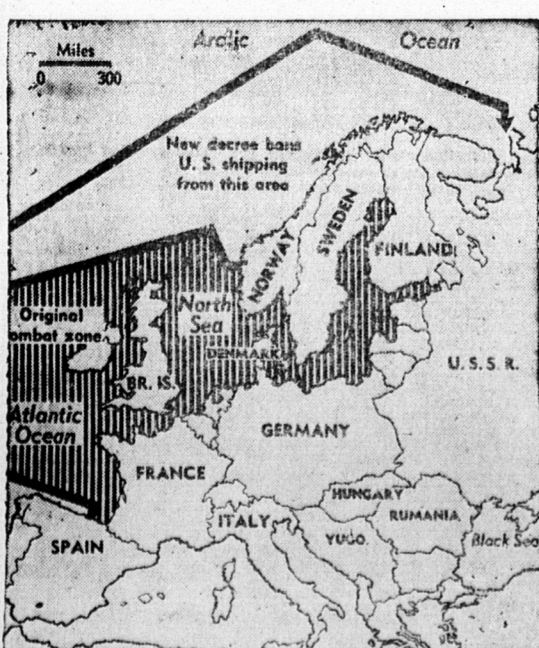 Arctic Ocean
Miles
0 300
New decree bans
U. S. shipping
from this area
SWEDEN
NORWAY
FINLAND
North
Sea
Original
ombat zone
DENMARK
U. S. S. R.
BR. IS.
Atlantic
Ocean
GERMANY
FRANCE
HUNGARY
RUMANIA
ITALY
YUGO.
Black Sea
SPAIN